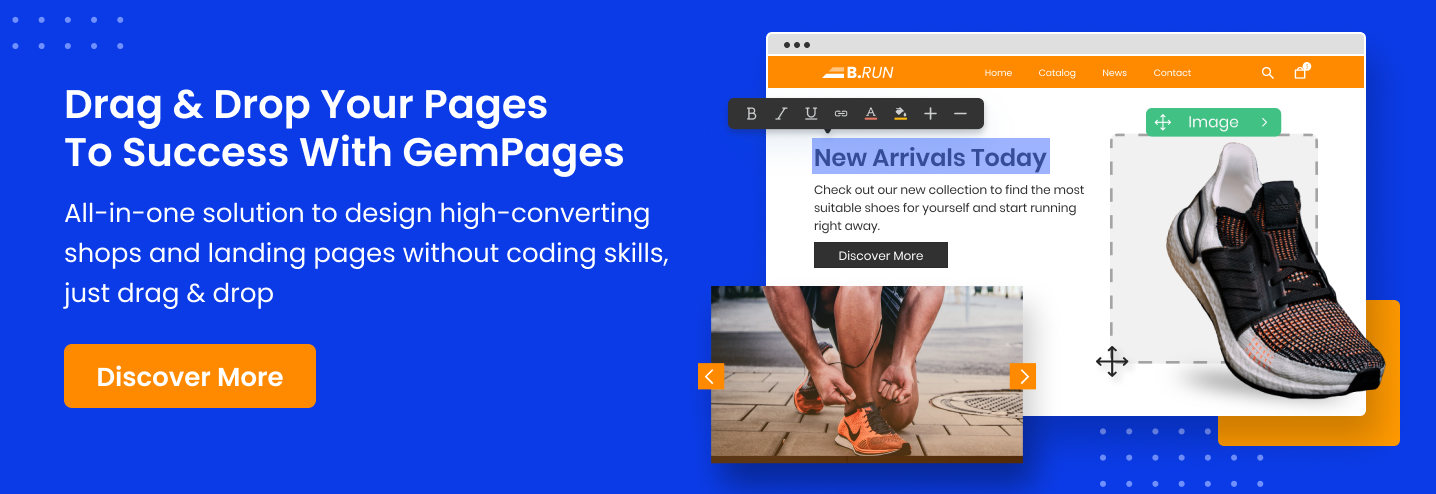 Drag & Drop Your Pages
To Success With GemPages
All-in-one solution to design high-converting
shops and landing pages without coding skills,
just drag & drop
Discover More
B.RUN
Home Catalog News Contact
1
B I U A
Image
New Arrivals Today
Check out our new collection to find the most
suitable shoes for yourself and start running
right away.
Discover More